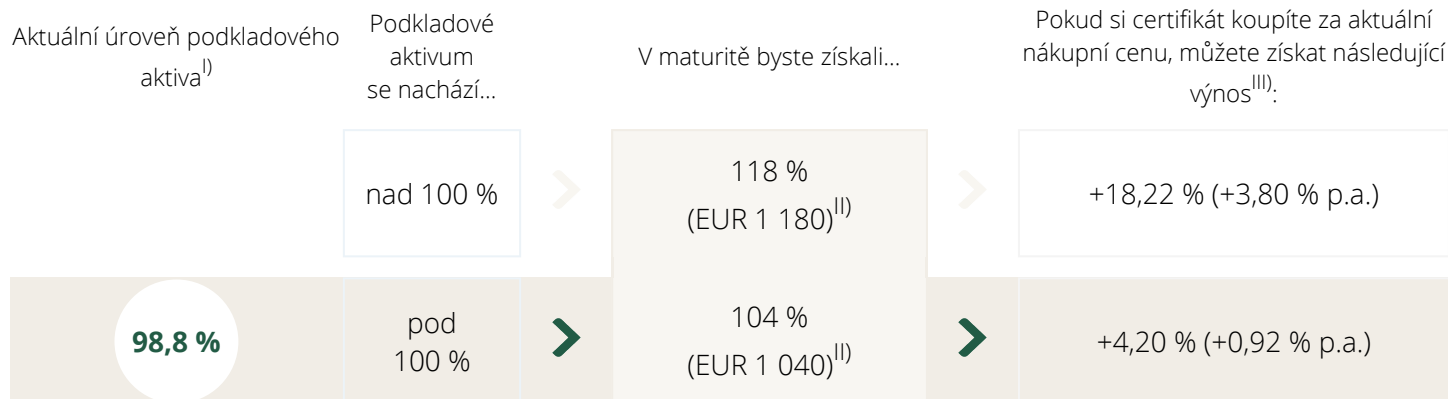 Aktuální úroveň podkladového
aktiva^I)
Podkladové
aktivum
se nachází...
V maturitě byste získali...
Pokud si certifikát koupíte za aktuální
nákupní cenu, můžete získat následující
výnos^III):
nad 100 %
118 %
(EUR 1 180)^II)
+18,22 % (+3,80 % p.a.)
98,8 %
pod
100 %
104 %
(EUR 1 040)^II)
+4,20 % (+0,92 % p.a.)